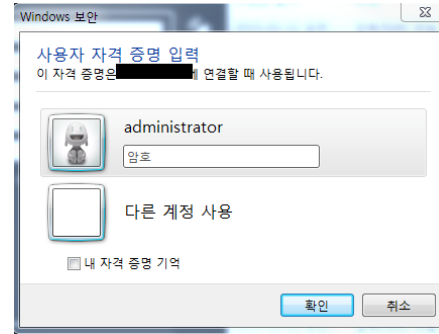 Windows 보안
사용자 자격 증명 입력
이 자격 증명은 에 연결할 때 사용됩니다.
administrator
암호
다른 계정 사용
내 자격 증명 기억
확인 취소